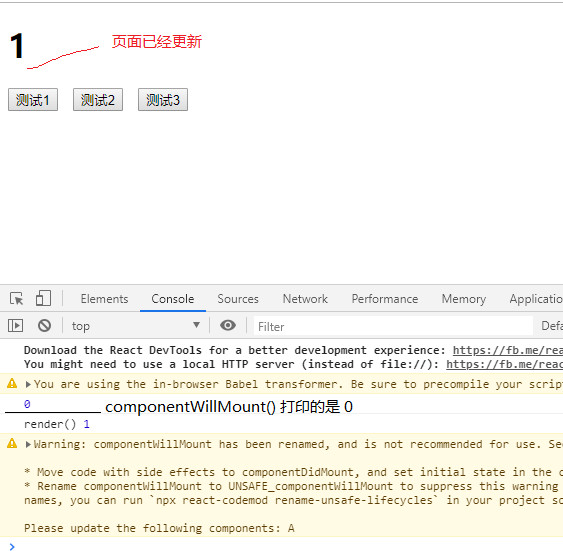 1
页面已经更新
测试1 测试2 测试3
Elements Console Sources Network Performance Memory Applicatio
top Filter Defa
Download the React DevTools for a better development experience: https://fb.me/reac
You might need to use a local HTTP server (instead of file://): https://fb.me/reac
You are using the in-browser Babel transformer. Be sure to precompile your script
0 componentWillMount() 打印的是 0
render() 1
Warning: componentWillMount has been renamed, and is not recommended for use. See
* Move code with side effects to componentDidMount, and set initial state in the c
* Rename componentWillMount to UNSAFE_componentWillMount to suppress this warning
names, you can run `npx react-codemod rename-unsafe-lifecycles` in your project so
Please update the following components: A